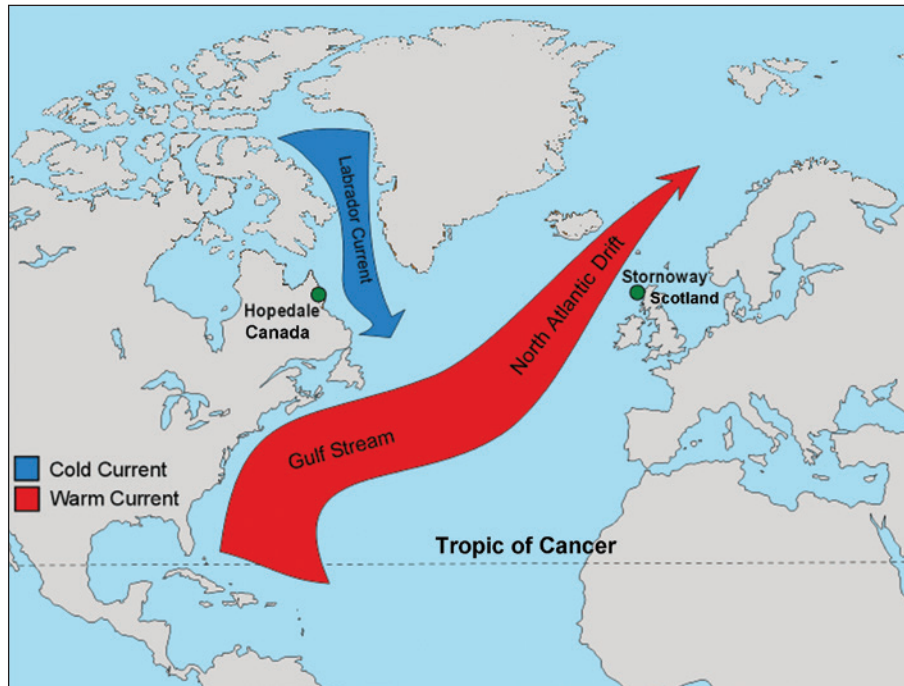 Labrador Current
Hopedale
Canada
Stornoway
Scotland
North Atlantic Drift
Gulf Stream
Cold Current
Warm Current
Tropic of Cancer